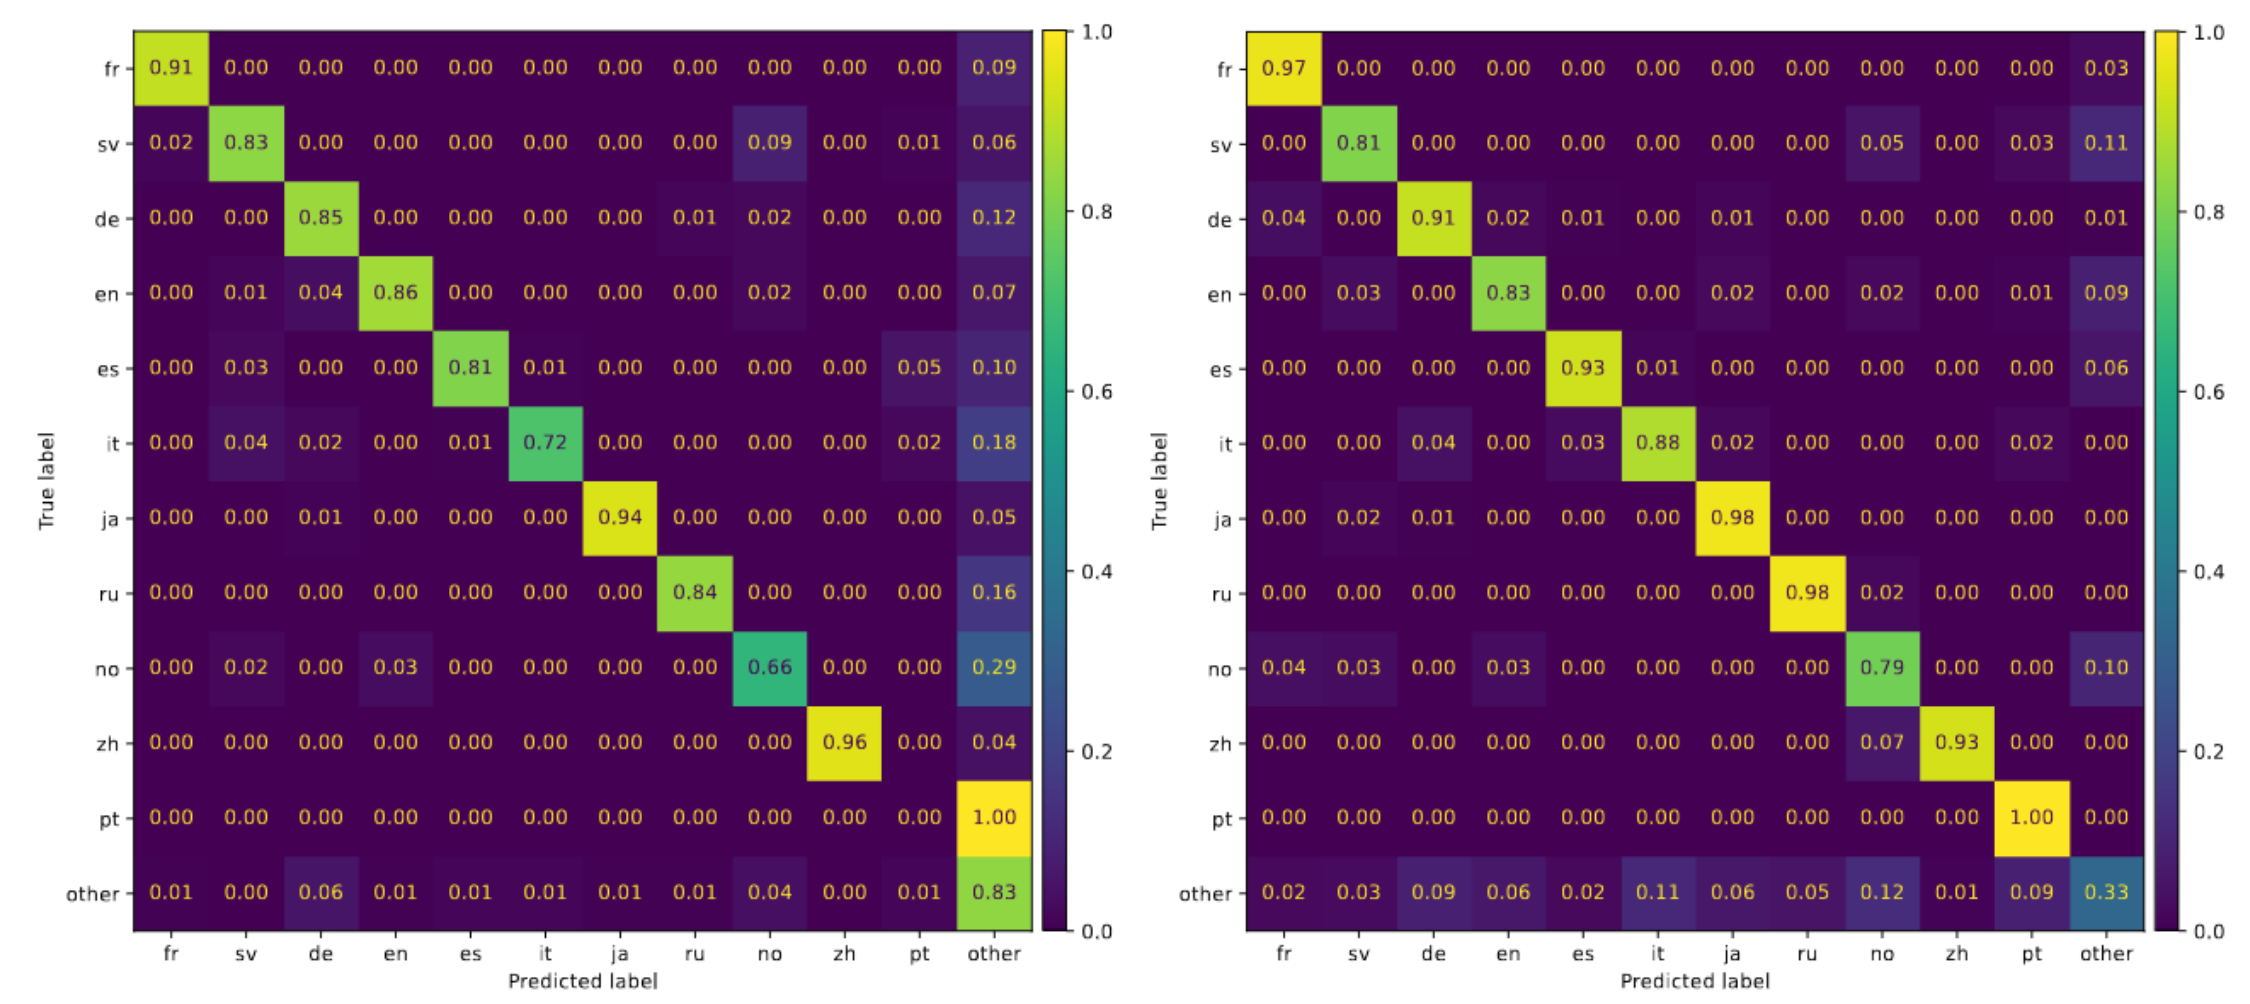 fr 0.91 0.00 0.00 0.00 0.00 0.00 0.00 0.00 0.00 0.00 0.00 0.09
sv 0.02 0.83 0.00 0.00 0.00 0.00 0.00 0.00 0.09 0.00 0.01 0.06
de 0.00 0.00 0.85 0.00 0.00 0.00 0.00 0.01 0.02 0.00 0.00 0.12
en 0.00 0.01 0.04 0.86 0.00 0.00 0.00 0.00 0.02 0.00 0.00 0.07
es 0.00 0.03 0.00 0.00 0.81 0.01 0.00 0.00 0.00 0.00 0.05 0.10
it 0.00 0.04 0.02 0.00 0.01 0.72 0.00 0.00 0.00 0.00 0.02 0.18
ja 0.00 0.00 0.01 0.00 0.00 0.00 0.94 0.00 0.00 0.00 0.00 0.05
ru 0.00 0.00 0.00 0.00 0.00 0.00 0.00 0.84 0.00 0.00 0.00 0.16
no 0.00 0.02 0.00 0.03 0.00 0.00 0.00 0.00 0.66 0.00 0.00 0.29
zh 0.00 0.00 0.00 0.00 0.00 0.00 0.00 0.00 0.00 0.96 0.00 0.04
pt 0.00 0.00 0.00 0.00 0.00 0.00 0.00 0.00 0.00 0.00 0.00 1.00
other 0.01 0.00 0.06 0.01 0.01 0.01 0.01 0.01 0.04 0.00 0.01 0.83
fr sv de en es it ja ru no zh pt other
Predicted label
True label
1.0
0.8
0.6
0.4
0.2
0.0
fr 0.97 0.00 0.00 0.00 0.00 0.00 0.00 0.00 0.00 0.00 0.00 0.03
sv 0.00 0.81 0.00 0.00 0.00 0.00 0.00 0.00 0.05 0.00 0.03 0.11
de 0.04 0.00 0.91 0.02 0.01 0.00 0.01 0.00 0.00 0.00 0.00 0.01
en 0.00 0.03 0.00 0.83 0.00 0.00 0.02 0.00 0.02 0.00 0.01 0.09
es 0.00 0.00 0.00 0.00 0.93 0.01 0.00 0.00 0.00 0.00 0.00 0.06
it 0.00 0.00 0.04 0.00 0.03 0.88 0.02 0.00 0.00 0.00 0.02 0.00
ja 0.00 0.02 0.01 0.00 0.00 0.00 0.98 0.00 0.00 0.00 0.00 0.00
ru 0.00 0.00 0.00 0.00 0.00 0.00 0.00 0.98 0.02 0.00 0.00 0.00
no 0.04 0.03 0.00 0.03 0.00 0.00 0.00 0.00 0.79 0.00 0.00 0.10
zh 0.00 0.00 0.00 0.00 0.00 0.00 0.00 0.00 0.07 0.93 0.00 0.00
pt 0.00 0.00 0.00 0.00 0.00 0.00 0.00 0.00 0.00 0.00 1.00 0.00
other 0.02 0.03 0.09 0.06 0.02 0.11 0.06 0.05 0.12 0.01 0.09 0.33
fr sv de en es it ja ru no zh pt other
Predicted label
True label
1.0
0.8
0.6
0.4
0.2
0.0